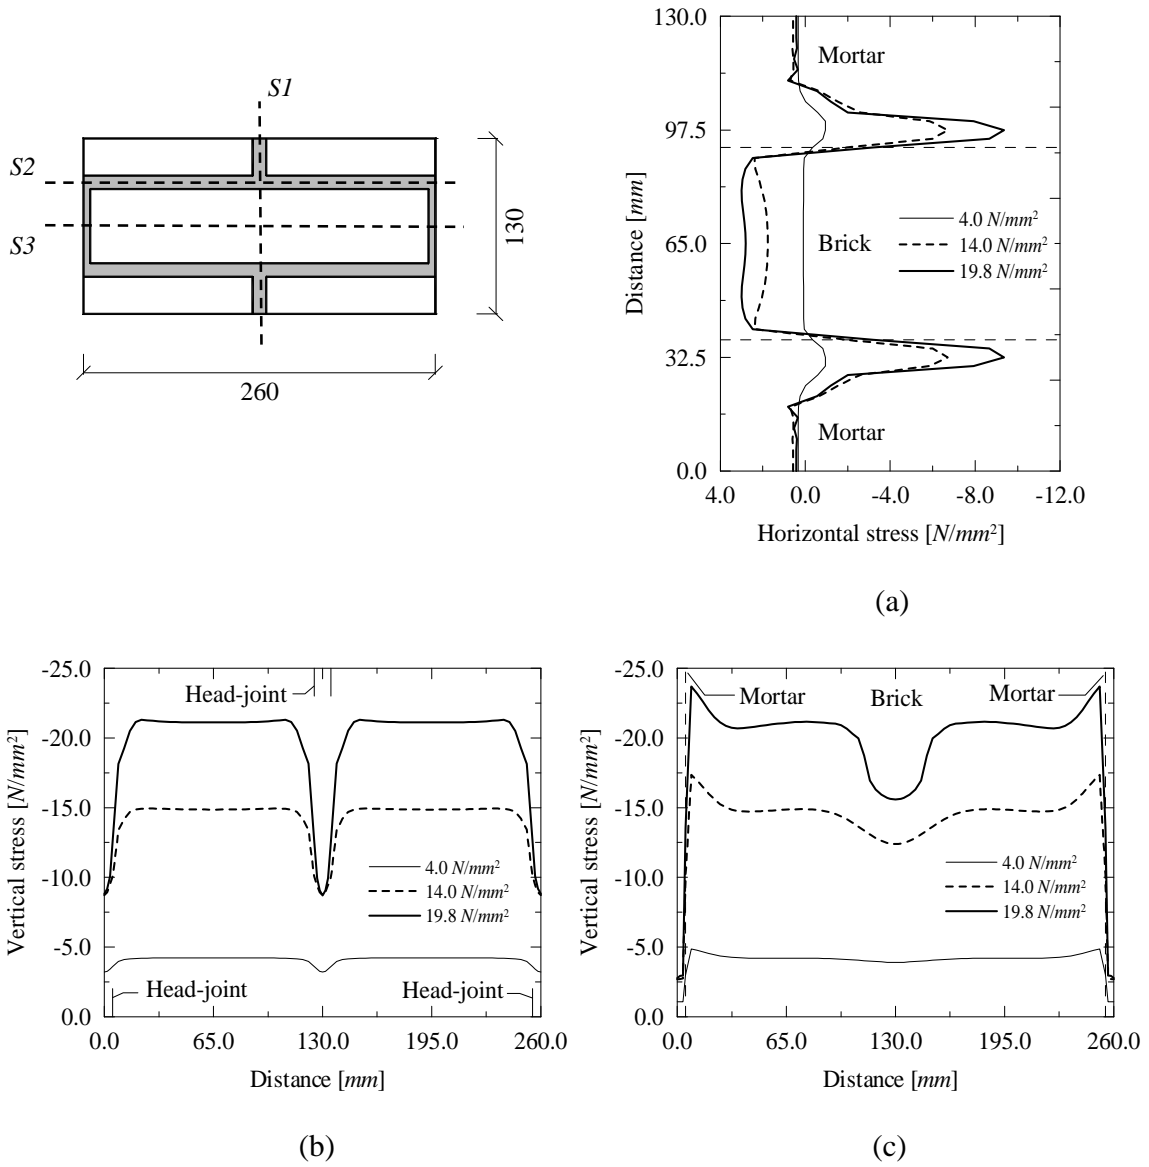 S1
S2
S3
130
260
130.0
97.5
65.0
32.5
0.0
Distance [mm]
Mortar
Brick
Mortar
4.0 N/mm²
14.0 N/mm²
19.8 N/mm²
4.0 0.0 -4.0 -8.0 -12.0
Horizontal stress [N/mm²]
(a)
-25.0
-20.0
-15.0
-10.0
-5.0
0.0
Vertical stress [N/mm²]
Head-joint
4.0 N/mm²
14.0 N/mm²
19.8 N/mm²
Head-joint Head-joint
0.0 65.0 130.0 195.0 260.0
Distance [mm]
(b)
-25.0
-20.0
-15.0
-10.0
-5.0
0.0
Vertical stress [N/mm²]
Mortar Brick Mortar
4.0 N/mm²
14.0 N/mm²
19.8 N/mm²
0.0 65.0 130.0 195.0 260.0
Distance [mm]
(c)